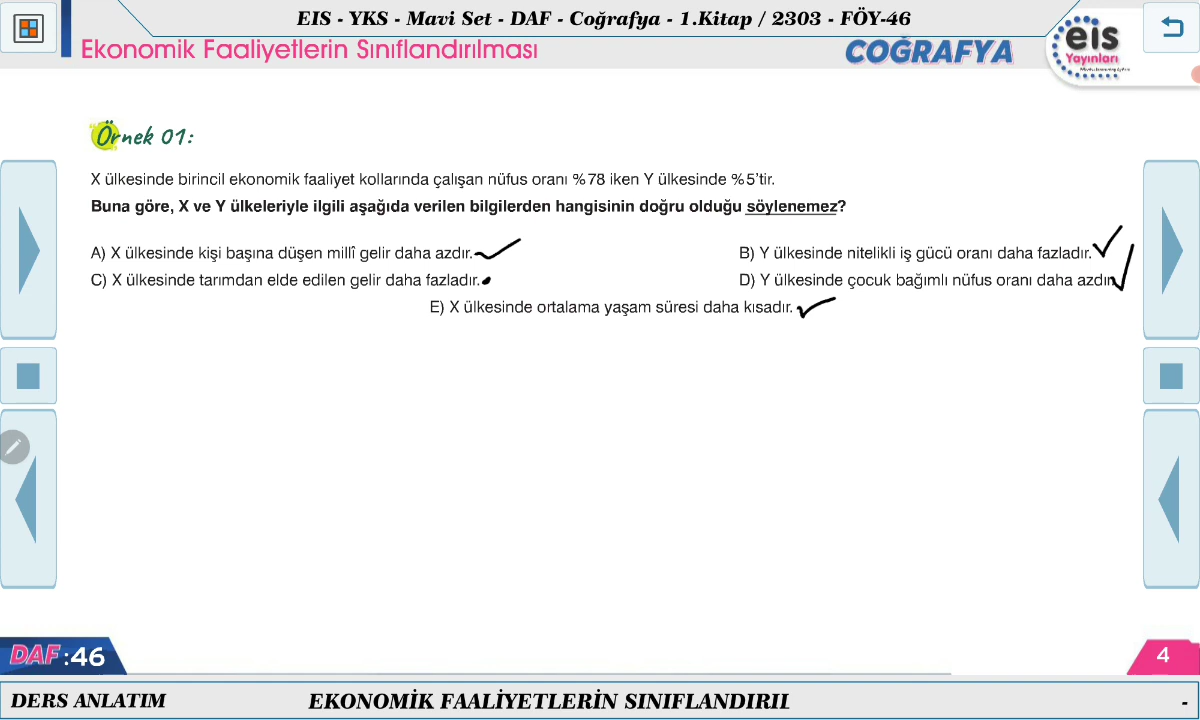 EIS - YKS - Mavi Set - DAF - Coğrafya - 1.Kitap / 2303 - FÖY-46
Ekonomik Faaliyetlerin Sınıflandırılması
COĞRAFYA
eis
Yayınları
Örnek 01:
X ülkesinde birincil ekonomik faaliyet kollarında çalışan nüfus oranı %78 iken Y ülkesinde %5'tir.
Buna göre, X ve Y ülkeleriyle ilgili aşağıda verilen bilgilerden hangisinin doğru olduğu söylenemez?
A) X ülkesinde kişi başına düşen millî gelir daha azdır.
B) Y ülkesinde nitelikli iş gücü oranı daha fazladır.
C) X ülkesinde tarımdan elde edilen gelir daha fazladır.
D) Y ülkesinde çocuk bağımlı nüfus oranı daha azdır
E) X ülkesinde ortalama yaşam süresi daha kısadır.
DAF :46
4
DERS ANLATIM
EKONOMİK FAALİYETLERİN SINIFLANDIRII
-